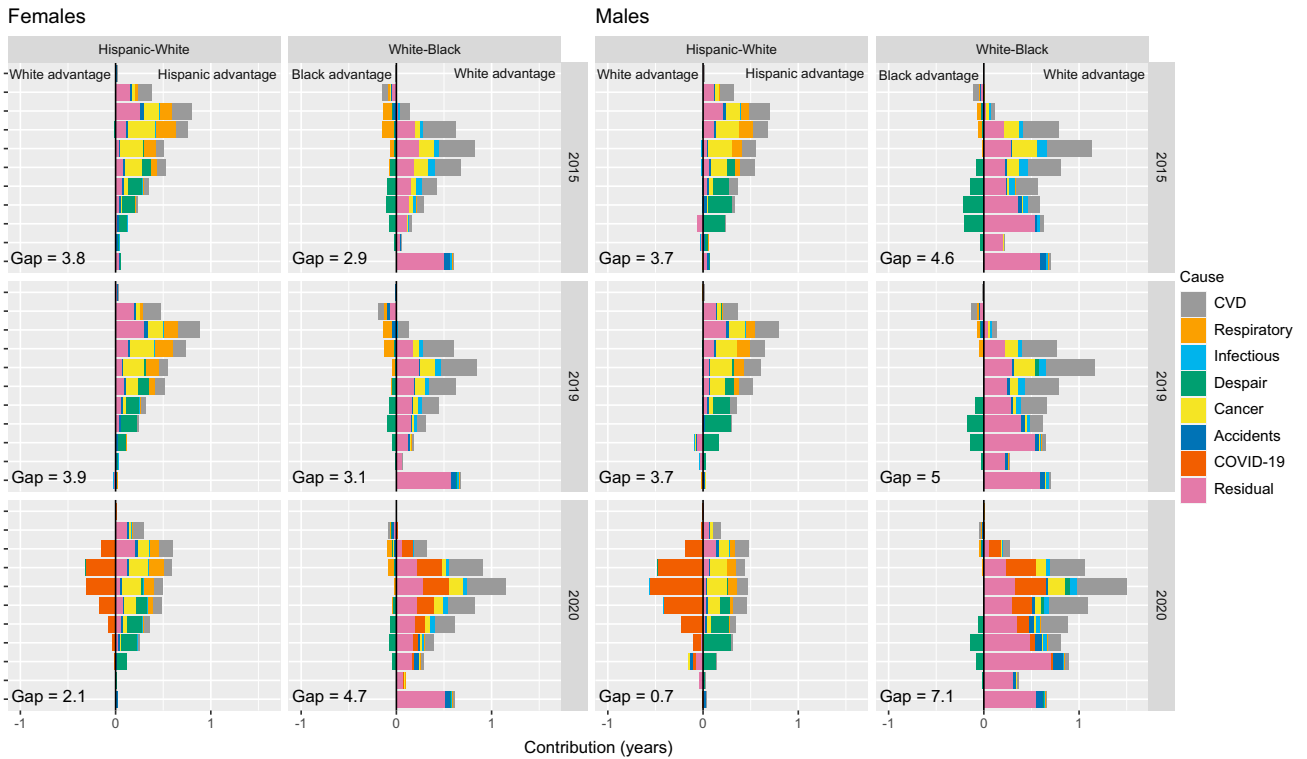 Females
Males
Hispanic-White
White-Black
Hispanic-White
White-Black
White advantage
Hispanic advantage
Black advantage
White advantage
White advantage
Hispanic advantage
Black advantage
White advantage
Gap = 3.8
Gap = 2.9
2015
Gap = 3.7
Gap = 4.6
2015
Gap = 3.9
Gap = 3.1
2019
Gap = 3.7
Gap = 5
2019
Gap = 2.1
Gap = 4.7
2020
Gap = 0.7
Gap = 7.1
2020
-1 0 1
-1 0 1
-1 0 1
-1 0 1
Contribution (years)
Cause
CVD
Respiratory
Infectious
Despair
Cancer
Accidents
COVID-19
Residual